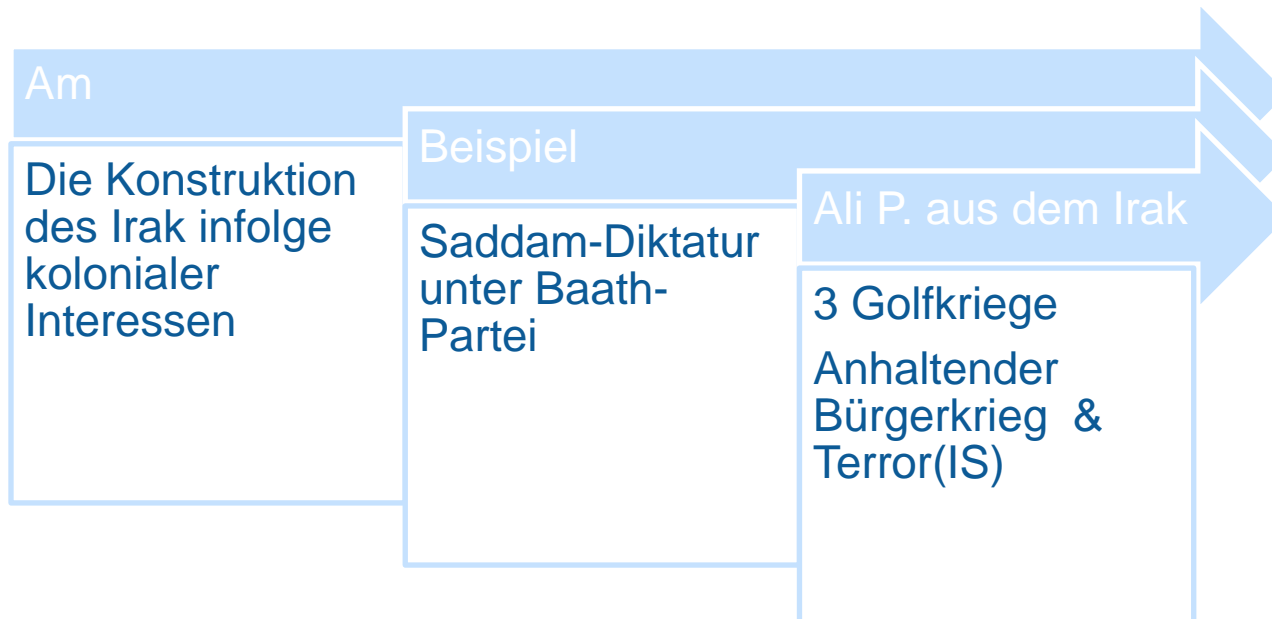 Am
Die Konstruktion
des Irak infolge
kolonialer
Interessen
Beispiel
Saddam-Diktatur
unter Baath-
Partei
Ali P. aus dem Irak
3 Golfkriege
Anhaltender
Bürgerkrieg  &
Terror(IS)